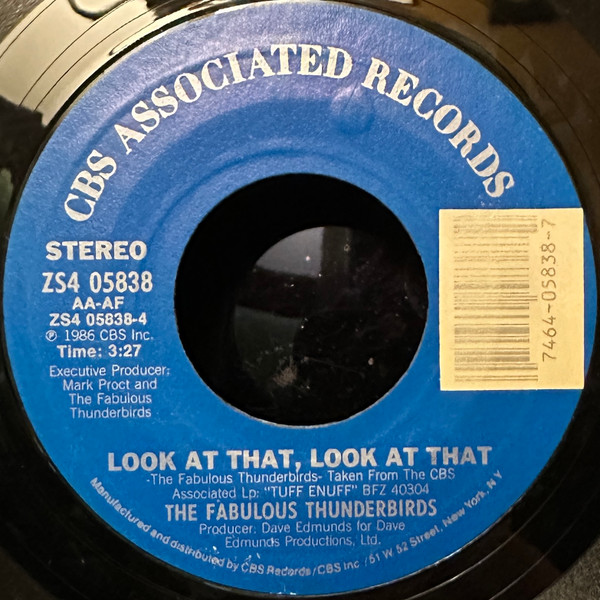 CBS ASSOCIATED RECORDS
STEREO
ZS4 05838
AA-AF
ZS4 05838-4
℗ 1986 CBS Inc.
Time: 3:27
Executive Producer:
Mark Proct and
The Fabulous
Thunderbirds
7464-05838-7
LOOK AT THAT, LOOK AT THAT
-The Fabulous Thunderbirds- Taken From The CBS
Associated Lp: "TUFF ENUFF" BFZ 40304
THE FABULOUS THUNDERBIRDS
Producer: Dave Edmunds for Dave
Edmunds Productions, Ltd.
Manufactured and distributed by CBS Records/CBS Inc /51 W 52 Street, New York, N Y